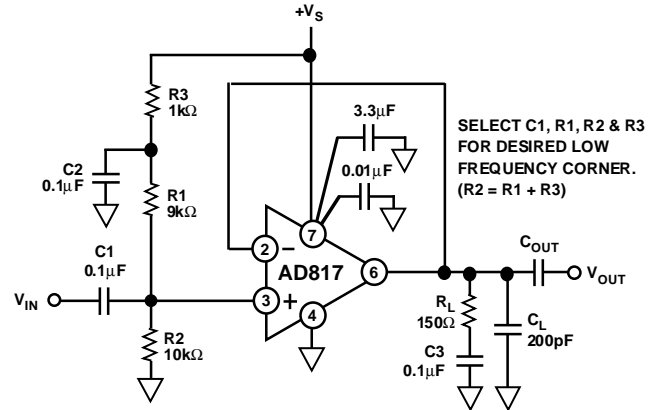 +VS
R3
1kΩ
3.3μF
SELECT C1, R1, R2 & R3
FOR DESIRED LOW
FREQUENCY CORNER.
(R2 = R1 + R3)
C2
0.1μF
0.01μF
R1
9kΩ
7
C1
0.1μF
2
−
AD817
6
COUT
VOUT
VIN
3
+
4
RL
150Ω
CL
200pF
R2
10kΩ
C3
0.1μF